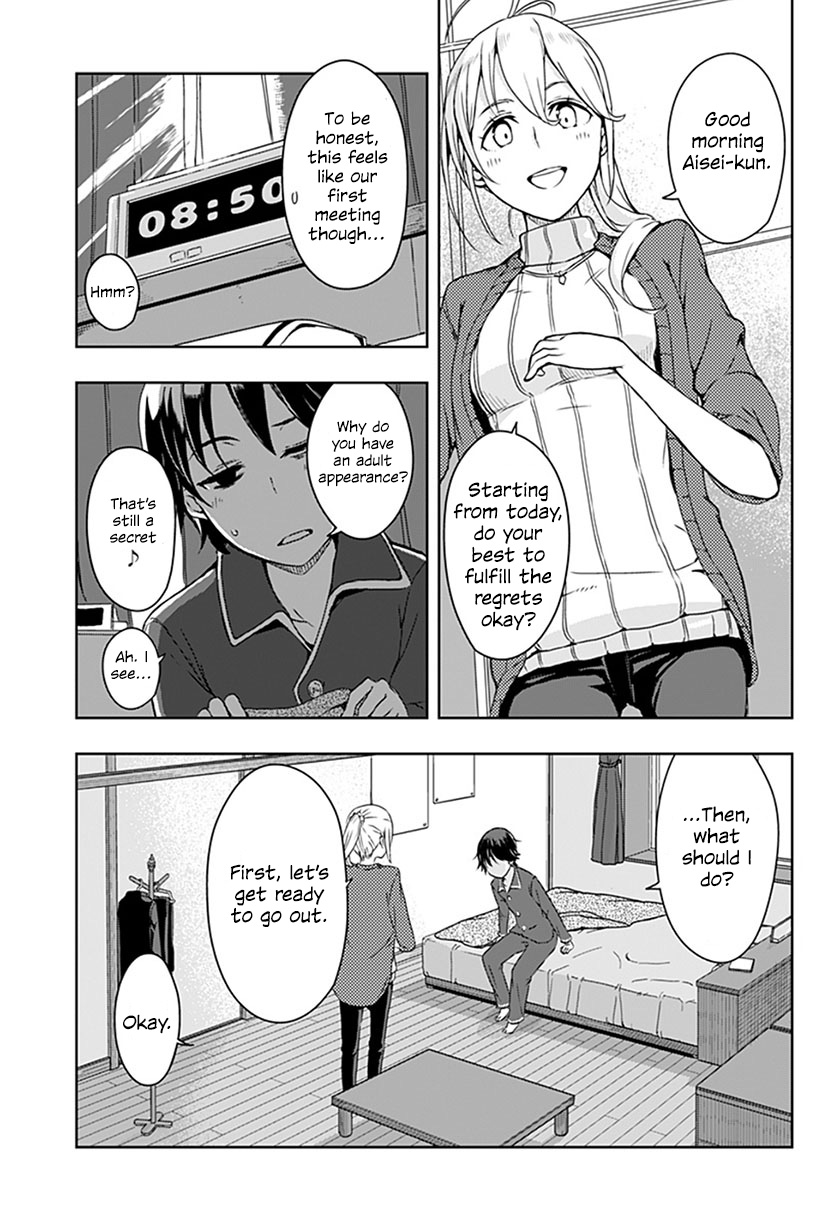 Good
morning
Aisei-kun.
Starting
from today,
do your
best to
fulfill the
regrets
okay?
To be
honest,
this feels
like our
first
meeting
though...
08:50
Hmm?
Why do
you have
an adult
appearance?
That's
still a
secret
♪
Ah. I
see...
...Then,
what
should I
do?
First, let's
get ready
to go out.
Okay.